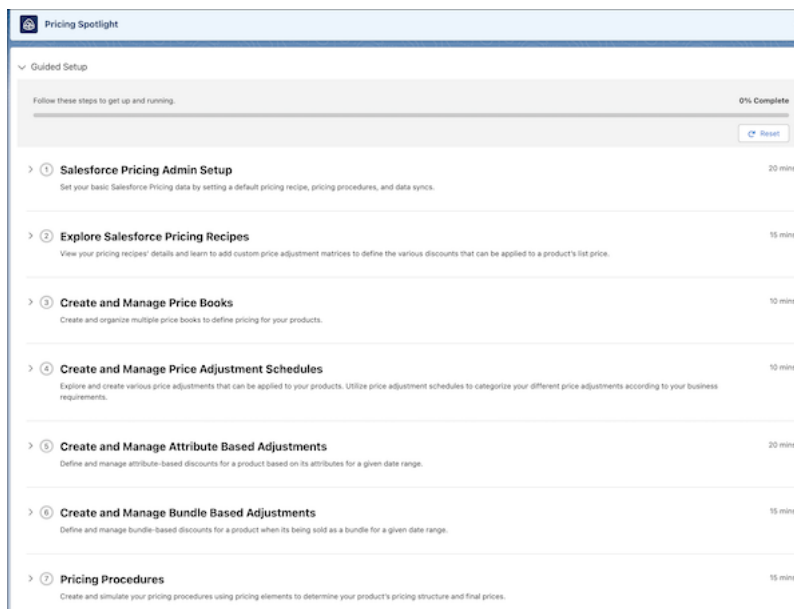 Pricing Spotlight
Guided Setup
Follow these steps to get up and running.
0% Complete
Reset
1
Salesforce Pricing Admin Setup
20 mins
Set your basic Salesforce Pricing data by setting a default pricing recipe, pricing procedures, and data syncs.
2
Explore Salesforce Pricing Recipes
15 mins
View your pricing recipes' details and learn to add custom price adjustment matrices to define the various discounts that can be applied to a product's list price.
3
Create and Manage Price Books
10 mins
Create and organize multiple price books to define pricing for your products.
4
Create and Manage Price Adjustment Schedules
10 mins
Explore and create various price adjustments that can be applied to your products. Utilize price adjustment schedules to categorize your different price adjustments according to your business
requirements.
5
Create and Manage Attribute Based Adjustments
20 mins
Define and manage attribute-based discounts for a product based on its attributes for a given date range.
6
Create and Manage Bundle Based Adjustments
15 mins
Define and manage bundle-based discounts for a product when its being sold as a bundle for a given date range.
7
Pricing Procedures
15 mins
Create and simulate your pricing procedures using pricing elements to determine your product's pricing structure and final prices.